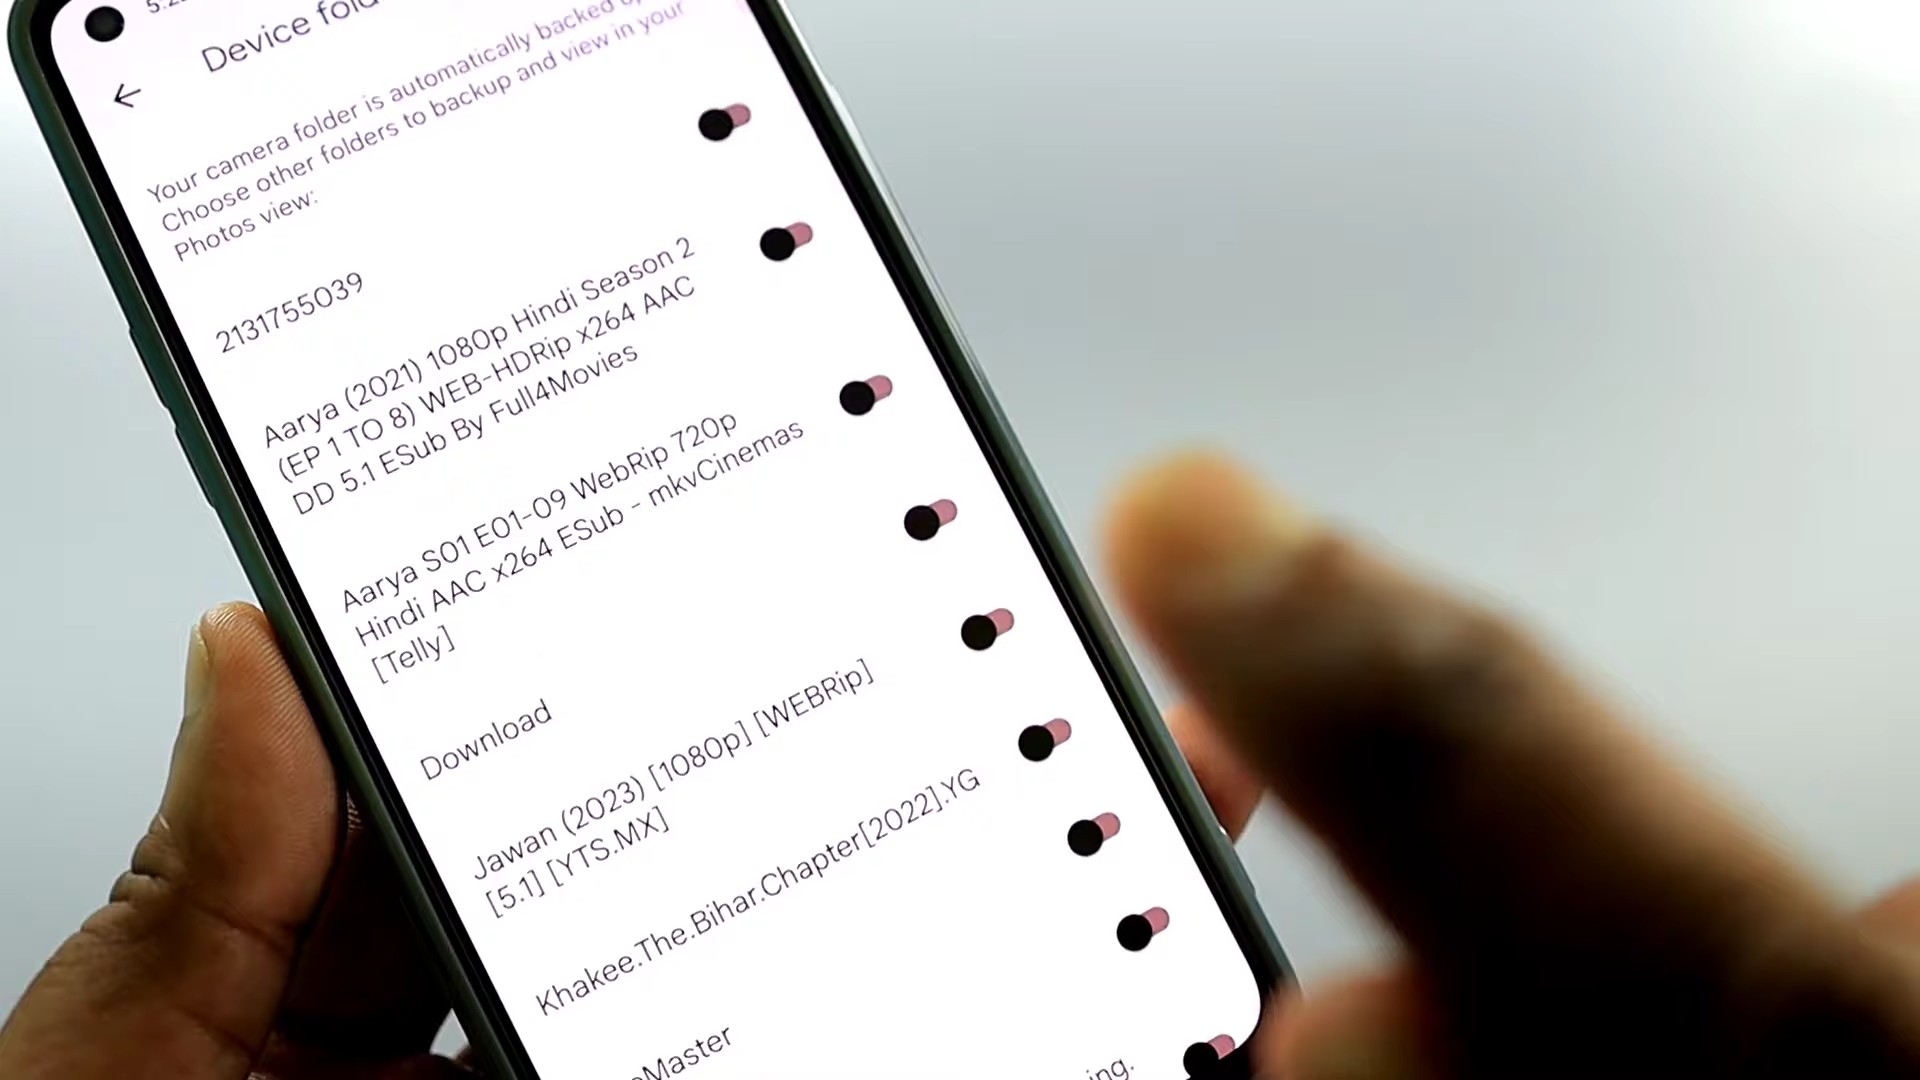 Device
Your camera folder is automatically backed
Choose other folders to backup and view in your
Photos view:
2131755039
Aarya (2021) 1080p Hindi Season 2
(EP 1 TO 8) WEB-HDRip x264 AAC
DD 5.1 ESub By Full4Movies
Aarya S01 E01-09 WebRip 720p
Hindi AAC x264 ESub - mkvCinemas
[Telly]
Download
Jawan (2023) [1080p] [WEBRip]
[5.1] [YTS.MX]
Khakee.The.Bihar.Chapter[2022].YG